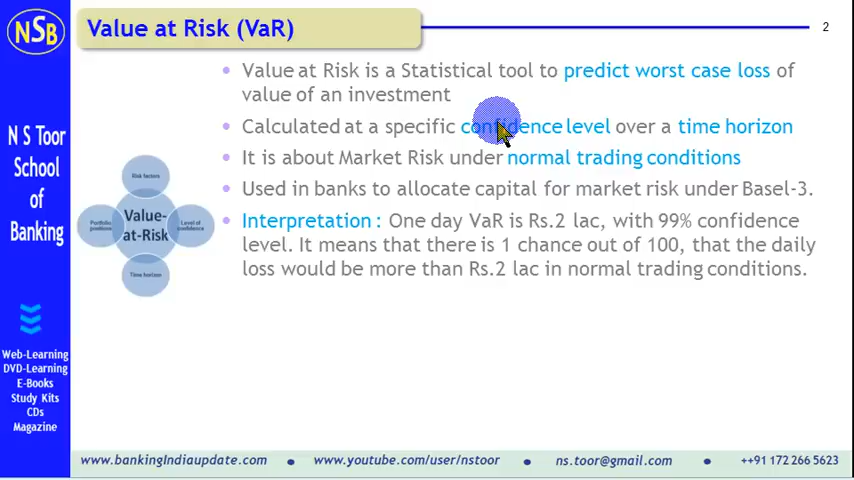 NSB
Value at Risk (VaR)
2
• Value at Risk is a Statistical tool to predict worst case loss of
value of an investment
• Calculated at a specific confidence level over a time horizon
• It is about Market Risk under normal trading conditions
• Used in banks to allocate capital for market risk under Basel-3.
• Interpretation : One day VaR is Rs.2 lac, with 99% confidence
level. It means that there is 1 chance out of 100, that the daily
loss would be more than Rs.2 lac in normal trading conditions.
N S Toor
School
of
Banking
Risk factors
Portfolio
positions
Value-
at-Risk
Level of
confidence
Time horizon
Web-Learning
DVD-Learning
E-Books
Study Kits
CDs
Magazine
www.bankingIndiaupdate.com • www.youtube.com/user/nstoor • ns.toor@gmail.com • ++91 172 266 5623